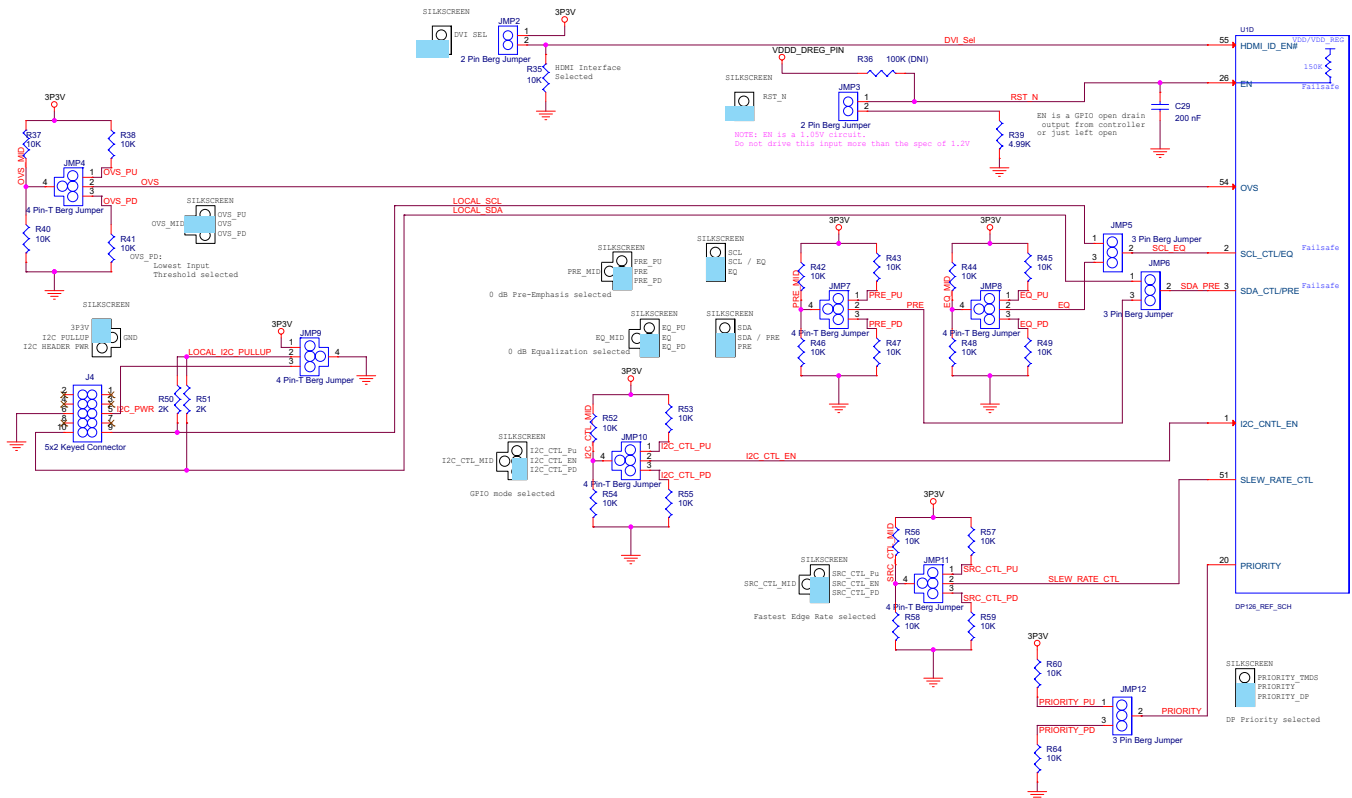 SILKSCREEN
DVI SEL
JMP2
3P3V
1
2
2 Pin Berg Jumper
R35
10K
HDMI Interface
Selected
DVI_Sel
VDDD_DREG_PIN
R36 100K (DNI)
SILKSCREEN
RST_N
JMP3
1
2
2 Pin Berg Jumper
RST_N
NOTE: EN is a 1.05V circuit.
Do not drive this input more than the spec of 1.2V
R39
4.99K
EN is a GPIO open drain
output from controller
or just left open
C29
200 nF
U1D
VDD/VDD_REG
150K
55
HDMI_ID_EN#
26
EN
Failsafe
54
OVS
2
SCL_CTL/EQ
Failsafe
3
SDA_CTL/PRE
Failsafe
1
I2C_CNTL_EN
51
SLEW_RATE_CTL
20
PRIORITY
DP126_REF_SCH
3P3V
R37
10K
R38
10K
OVS_MID
JMP4
4
1
2
3
OVS_PU
OVS
OVS_PD
4 Pin-T Berg Jumper
R40
10K
R41
10K
SILKSCREEN
OVS_PU
OVS_MID
OVS
OVS_PD
OVS_PD:
Lowest Input
Threshold selected
LOCAL_SCL
LOCAL_SDA
JMP5
1
2
3
3 Pin Berg Jumper
SCL_EQ
JMP6
1
2
3
3 Pin Berg Jumper
SDA_PRE
SILKSCREEN
PRE_PU
PRE_MID
PRE
PRE_PD
0 dB Pre-Emphasis selected
SILKSCREEN
SCL
SCL / EQ
EQ
SILKSCREEN
EQ_PU
EQ_MID
EQ
EQ_PD
0 dB Equalization selected
SILKSCREEN
SDA
SDA / PRE
PRE
3P3V
R42
10K
R43
10K
PRE_MID
JMP7
4
1
2
3
PRE_PU
PRE
PRE_PD
4 Pin-T Berg Jumper
R46
10K
R47
10K
3P3V
R44
10K
R45
10K
EQ_MID
JMP8
4
1
2
3
EQ_PU
EQ
EQ_PD
4 Pin-T Berg Jumper
R48
10K
R49
10K
SILKSCREEN
3P3V
I2C PULLUP
I2C HEADER PWR
GND
3P3V
JMP9
1
2
3
4
4 Pin-T Berg Jumper
LOCAL_I2C_PULLUP
J4
2
4
6
8
10
1
3
5
7
9
5x2 Keyed Connector
I2C_PWR
R50
2K
R51
2K
3P3V
R52
10K
R53
10K
I2C_CTL_MID
JMP10
4
1
2
3
I2C_CTL_PU
I2C_CTL_EN
I2C_CTL_PD
4 Pin-T Berg Jumper
R54
10K
R55
10K
SILKSCREEN
I2C_CTL_Pu
I2C_CTL_MID
I2C_CTL_EN
I2C_CTL_PD
GPIO mode selected
3P3V
R56
10K
R57
10K
SRC_CTL_MID
JMP11
4
1
2
3
SRC_CTL_PU
SLEW_RATE_CTL
SRC_CTL_PD
4 Pin-T Berg Jumper
R58
10K
R59
10K
SILKSCREEN
SRC_CTL_Pu
SRC_CTL_MID
SRC_CTL_EN
SRC_CTL_PD
Fastest Edge Rate selected
3P3V
R60
10K
PRIORITY_PU
PRIORITY_PD
JMP12
1
2
3
3 Pin Berg Jumper
PRIORITY
R64
10K
SILKSCREEN
PRIORITY_TMDS
PRIORITY
PRIORITY_DP
DP Priority selected